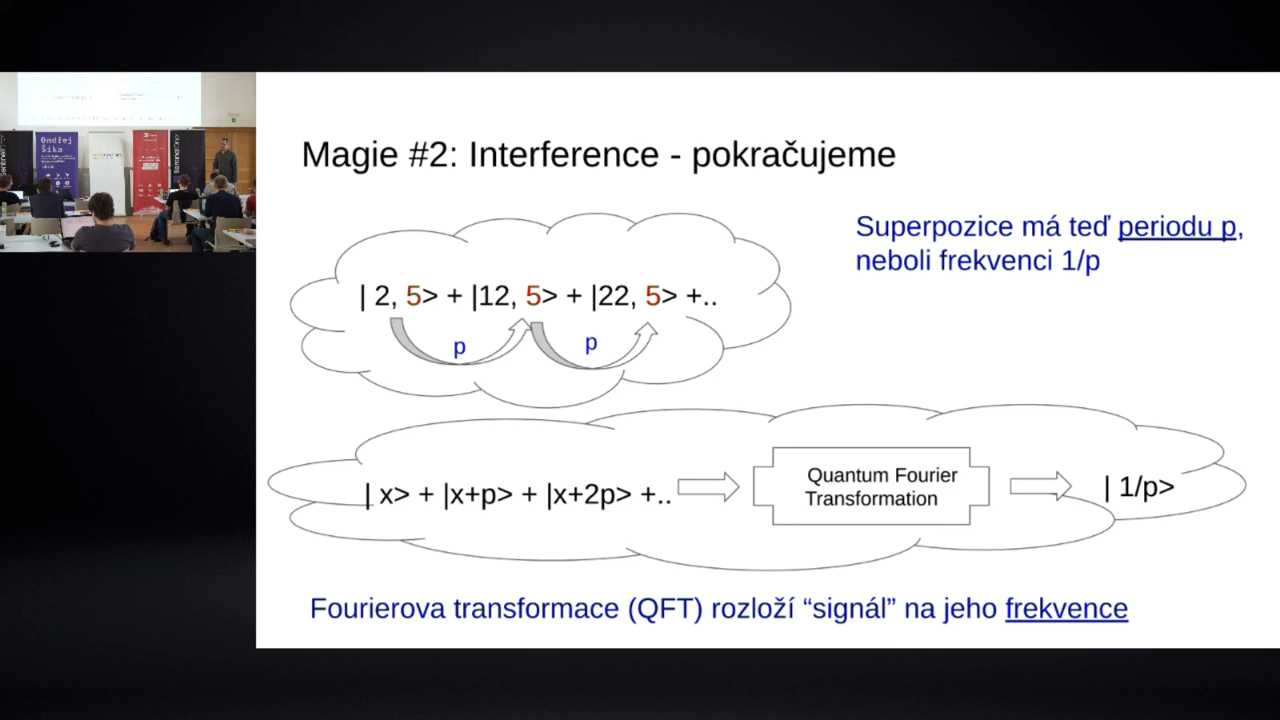 Magie #2: Interference - pokračujeme
Superpozice má teď periodu p,
neboli frekvenci 1/p
| 2, 5> + |12, 5> + |22, 5> +..
p
p
| x> + |x+p> + |x+2p> +..
Quantum Fourier
Transformation
| 1/p>
Fourierova transformace (QFT) rozloží “signál” na jeho frekvence
Ondřej
Šika